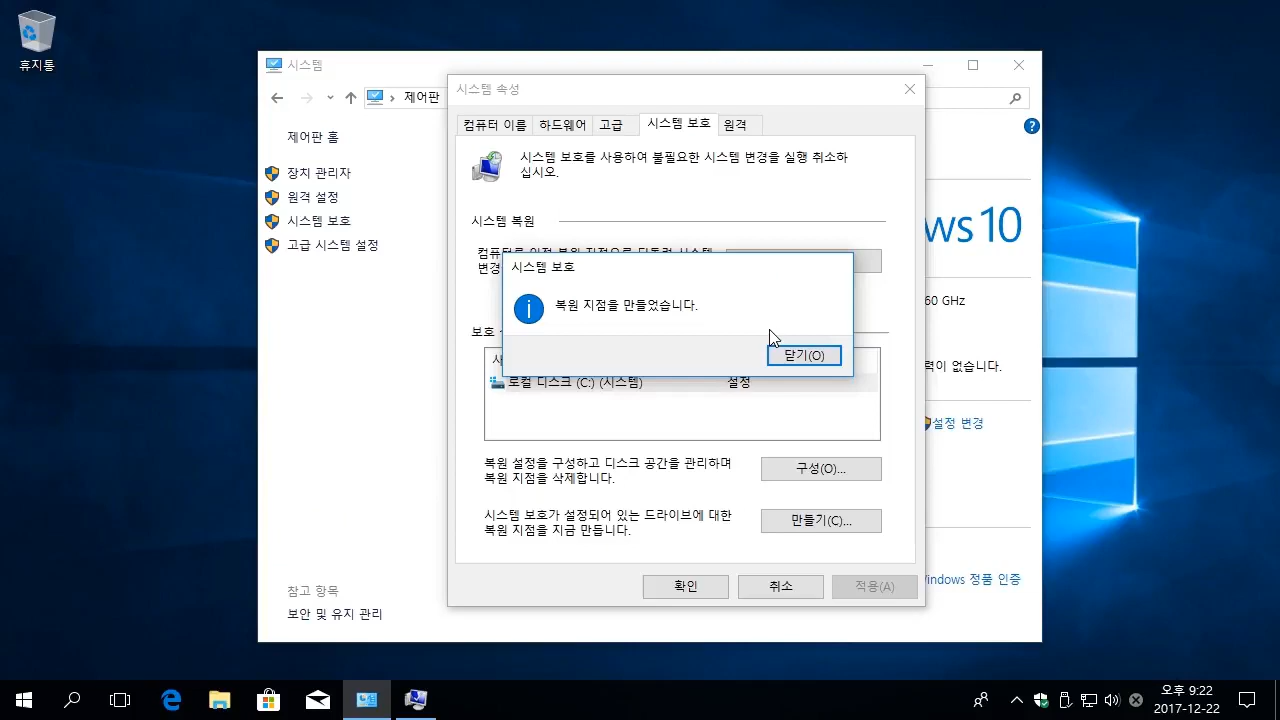 휴지통
시스템
제어판
제어판 홈
장치 관리자
원격 설정
시스템 보호
고급 시스템 설정
참고 항목
보안 및 유지 관리
시스템 속성
컴퓨터 이름 하드웨어 고급 시스템 보호 원격
시스템 보호를 사용하여 불필요한 시스템 변경을 실행 취소하
십시오.
시스템 복원
변경
시스템 보호
복원 지점을 만들었습니다.
닫기(O)
보호
로컬 디스크 (C:) (시스템) 설정
복원 설정을 구성하고 디스크 공간을 관리하며
복원 지점을 삭제합니다.
구성(O)...
시스템 보호가 설정되어 있는 드라이브에 대한
복원 지점을 지금 만듭니다.
만들기(C)...
확인 취소 적용(A)
ws 10
60 GHz
력이 없습니다.
설정 변경
indows 정품 인증
오후 9:22
2017-12-22